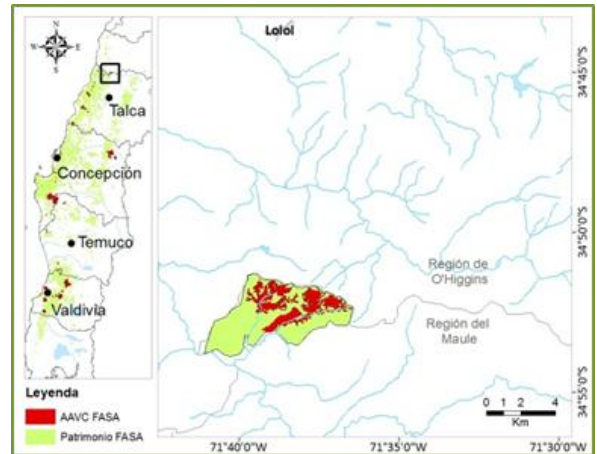 N
W
E
S
Talca
Concepción
Temuco
Valdivia
Leyenda
AAVC FASA
Patrimonio FASA
Lolol
Región de
O'Higgins
Región del
Maule
0 1 2 4
Km
34°45'0"S
34°50'0"S
34°55'0"S
71°40'0"W
71°35'0"W
71°30'0"W